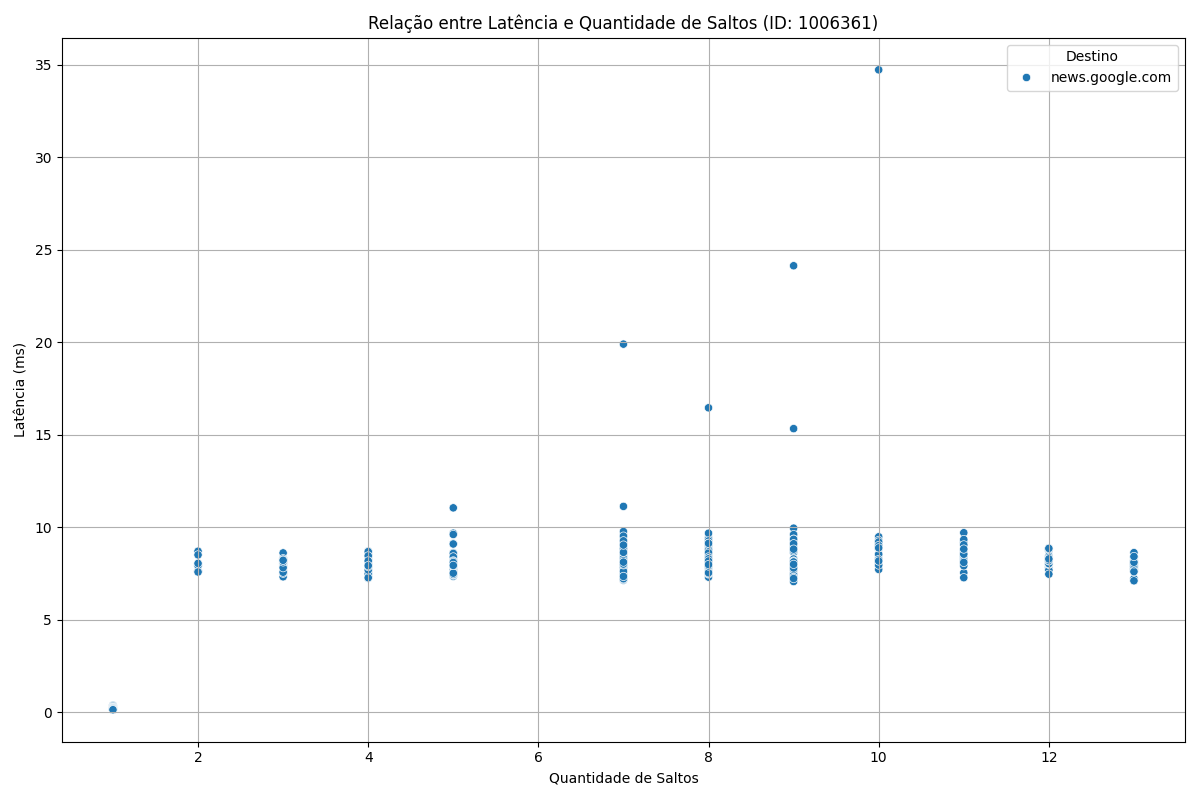 Relação entre Latência e Quantidade de Saltos (ID: 1006361)
Destino
news.google.com
Latência (ms)
35
30
25
20
15
10
5
0
2 4 6 8 10 12
Quantidade de Saltos